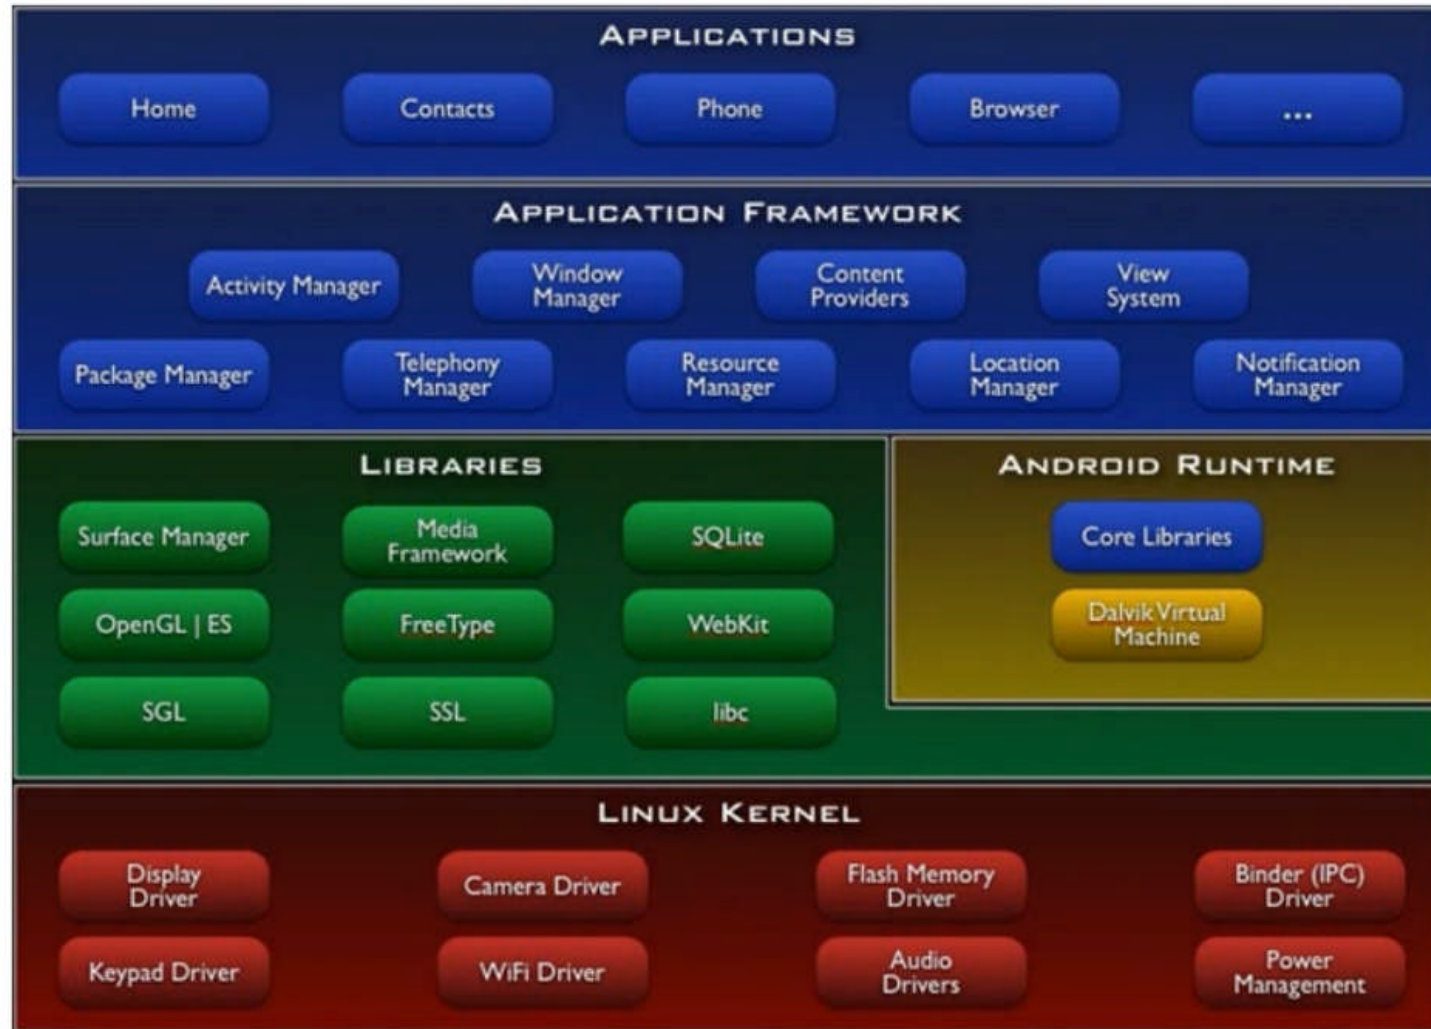 APPLICATIONS
Home
Contacts
Phone
Browser
...
APPLICATION FRAMEWORK
Activity Manager
Window
Manager
Content
Providers
View
System
Package Manager
Telephony
Manager
Resource
Manager
Location
Manager
Notification
Manager
LIBRARIES
Surface Manager
Media
Framework
SQLite
OpenGL | ES
FreeType
WebKit
SGL
SSL
libc
ANDROID RUNTIME
Core Libraries
Dalvik Virtual
Machine
LINUX KERNEL
Display
Driver
Camera Driver
Flash Memory
Driver
Binder (IPC)
Driver
Keypad Driver
WiFi Driver
Audio
Drivers
Power
Management